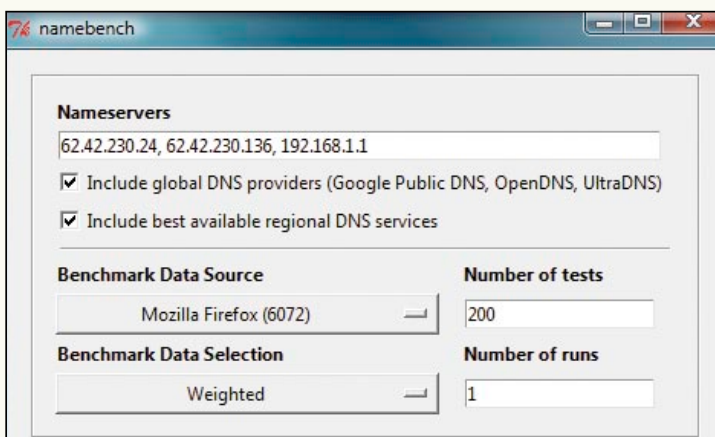 namebench
Nameservers
62.42.230.24, 62.42.230.136, 192.168.1.1
Include global DNS providers (Google Public DNS, OpenDNS, UltraDNS)
Include best available regional DNS services
Benchmark Data Source
Number of tests
Mozilla Firefox (6072)
200
Benchmark Data Selection
Number of runs
Weighted
1